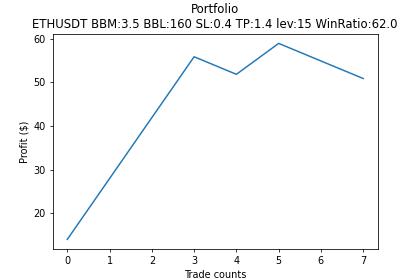 Portfolio
ETHUSDT BBM:3.5 BBL:160 SL:0.4 TP:1.4 lev:15 WinRatio:62.0
60
50
40
30
20
Profit ($)
0 1 2 3 4 5 6 7
Trade counts